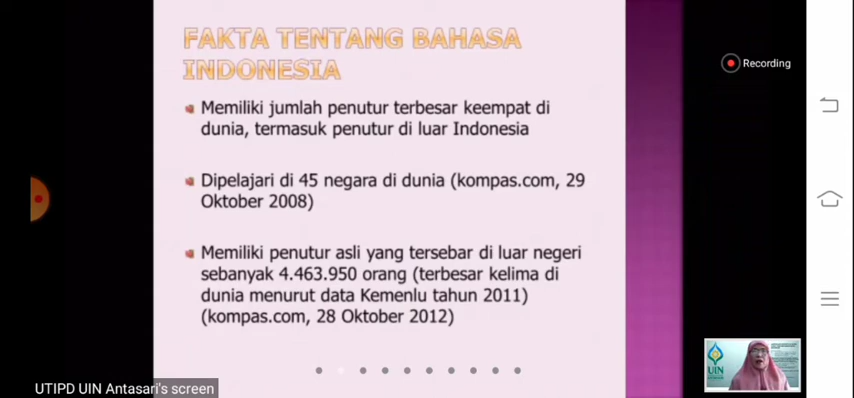 FAKTA TENTANG BAHASA
INDONESIA
Memiliki jumlah penutur terbesar keempat di
dunia, termasuk penutur di luar Indonesia
Dipelajari di 45 negara di dunia (kompas.com, 29
Oktober 2008)
Memiliki penutur asli yang tersebar di luar negeri
sebanyak 4.463.950 orang (terbesar kelima di
dunia menurut data Kemenlu tahun 2011)
(kompas.com, 28 Oktober 2012)
Recording
UIN
UTIPD UIN Antasari's screen